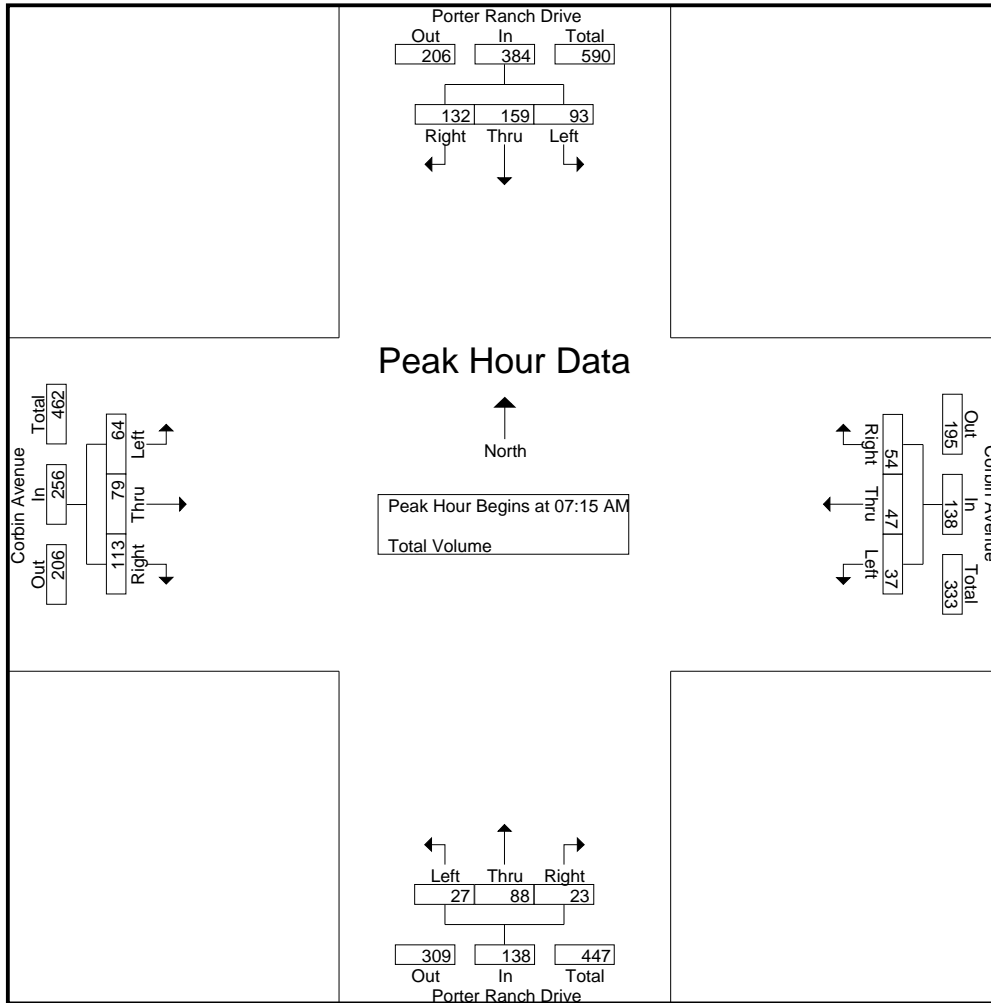 Porter Ranch Drive
Out In Total
206 384 590
132 159 93
Right Thru Left
Peak Hour Data
North
Peak Hour Begins at 07:15 AM
Total Volume
Corbin Avenue
Total In Out
462 256 206
64 79 113
Left Thru Right
Corbin Avenue
Out In Total
195 138 333
54 47 37
Right Thru Left
Left Thru Right
27 88 23
309 138 447
Out In Total
Porter Ranch Drive